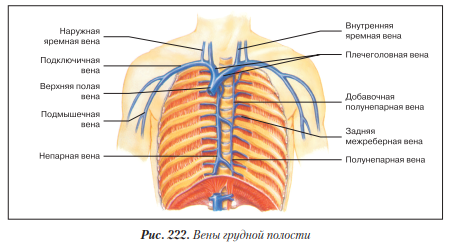 Наружная
яремная вена
Подключичная
вена
Верхняя полая
вена
Подмышечная
вена
Непарная вена
Внутренняя
яремная вена
Плечеголовная вена
Добавочная
полунепарная вена
Задняя
межреберная вена
Полунепарная вена
Рис. 222. Вены грудной полости